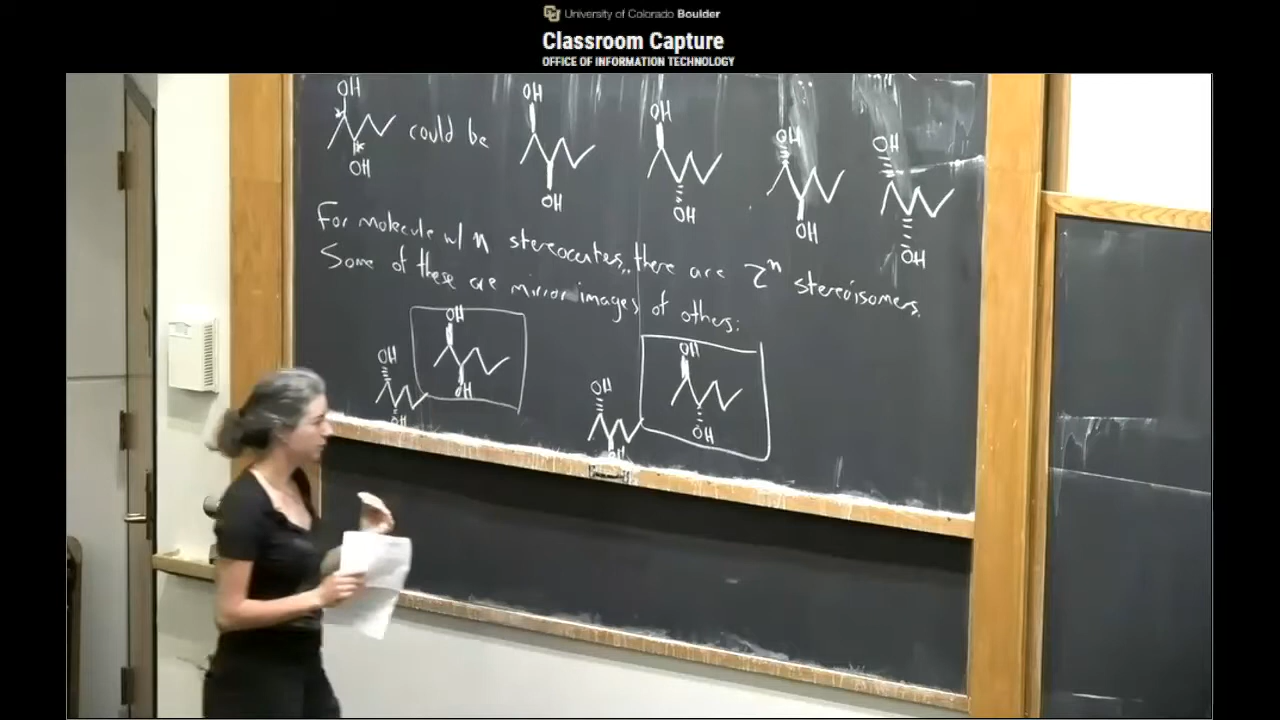 University of Colorado Boulder
Classroom Capture
OFFICE OF INFORMATION TECHNOLOGY
OH OH could be OH OH OH OH OH OH OH OH
For molecule w/ n stereocenters, there are 2ⁿ stereoisomers.
Some of these are mirror images of others:
OH OH OH OH OH OH OH OH